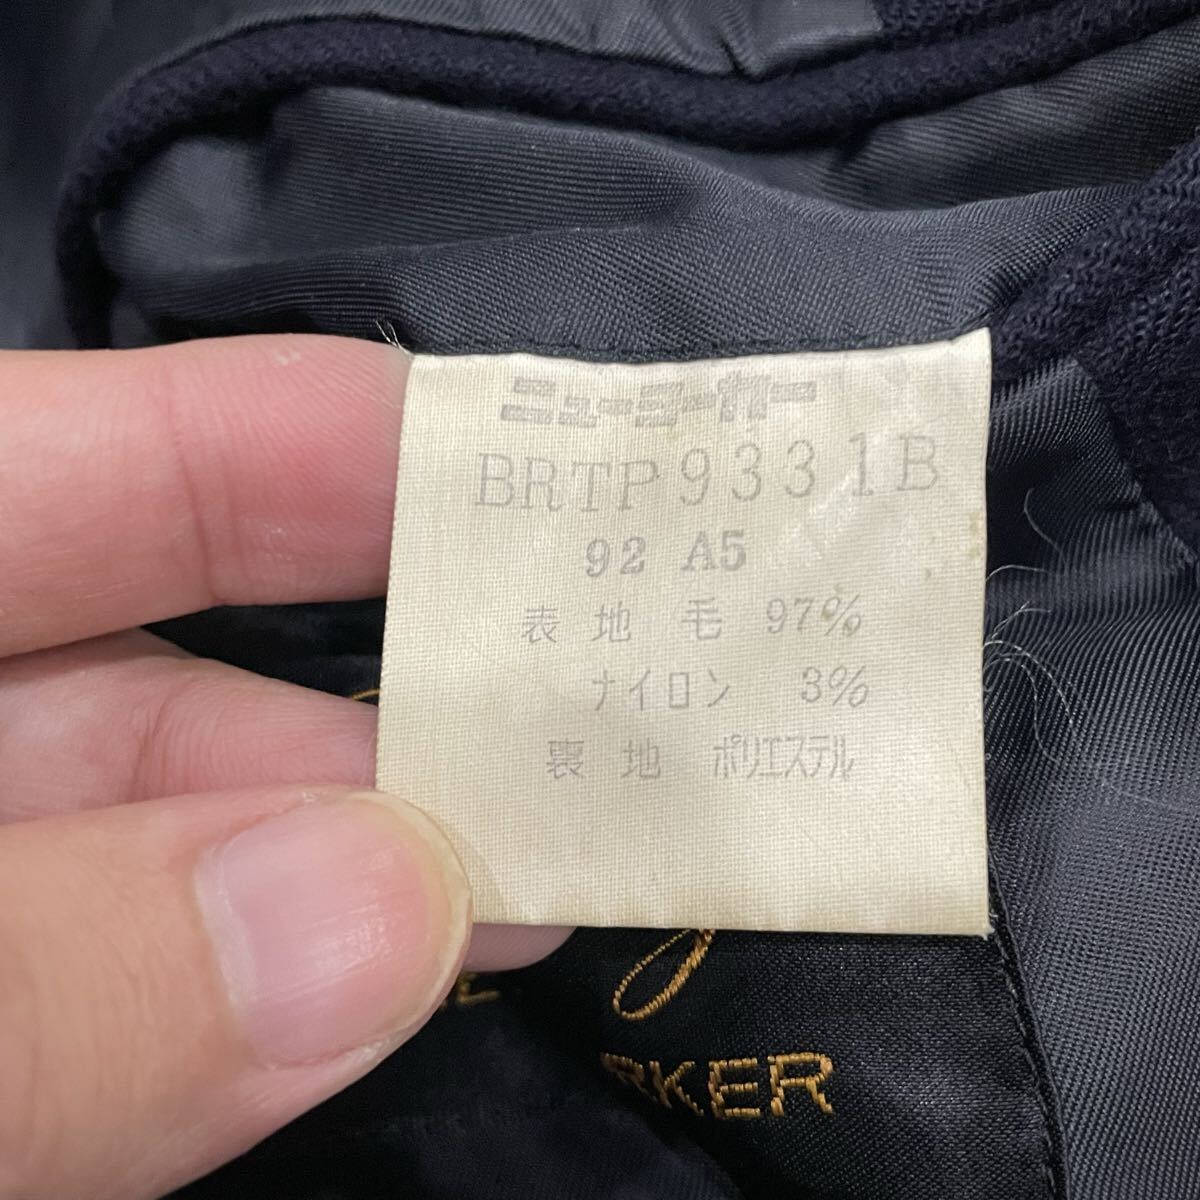 ニューヨーカー
BRTP9331B
92 A5
表地 毛 97%
ナイロン 3%
裏地 ポリエステル
RKER